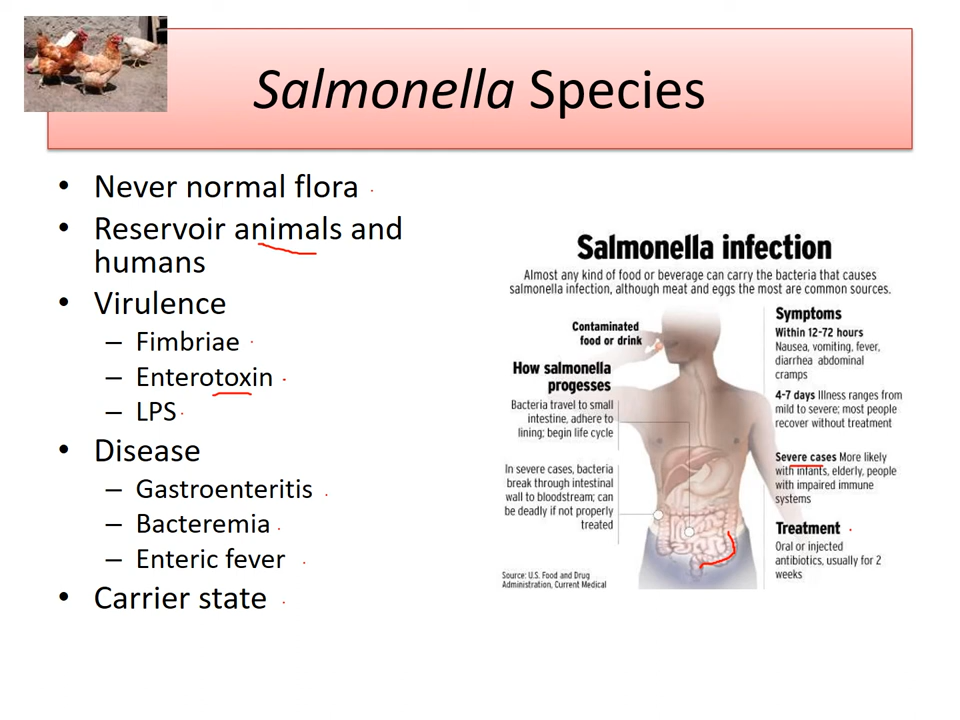 Salmonella Species
• Never normal flora
• Reservoir animals and
humans
• Virulence
– Fimbriae
– Enterotoxin
– LPS
• Disease
– Gastroenteritis
– Bacteremia
– Enteric fever
• Carrier state
Salmonella infection
Almost any kind of food or beverage can carry the bacteria that causes
salmonella infection, although meat and eggs the most are common sources.
Contaminated
food or drink
How salmonella
progesses
Bacteria travel to small
intestine, adhere to
lining; begin life cycle
In severe cases, bacteria
break through intestinal
wall to bloodstream; can
be deadly if not properly
treated
Source: U.S. Food and Drug
Administration, Current Medical
Symptoms
Within 12-72 hours
Nausea, vomiting, fever,
diarrhea abdominal
cramps
4-7 days Illness ranges from
mild to severe; most people
recover without treatment
Severe cases More likely
with infants, elderly, people
with impaired immune
systems
Treatment
Oral or injected
antibiotics, usually for 2
weeks